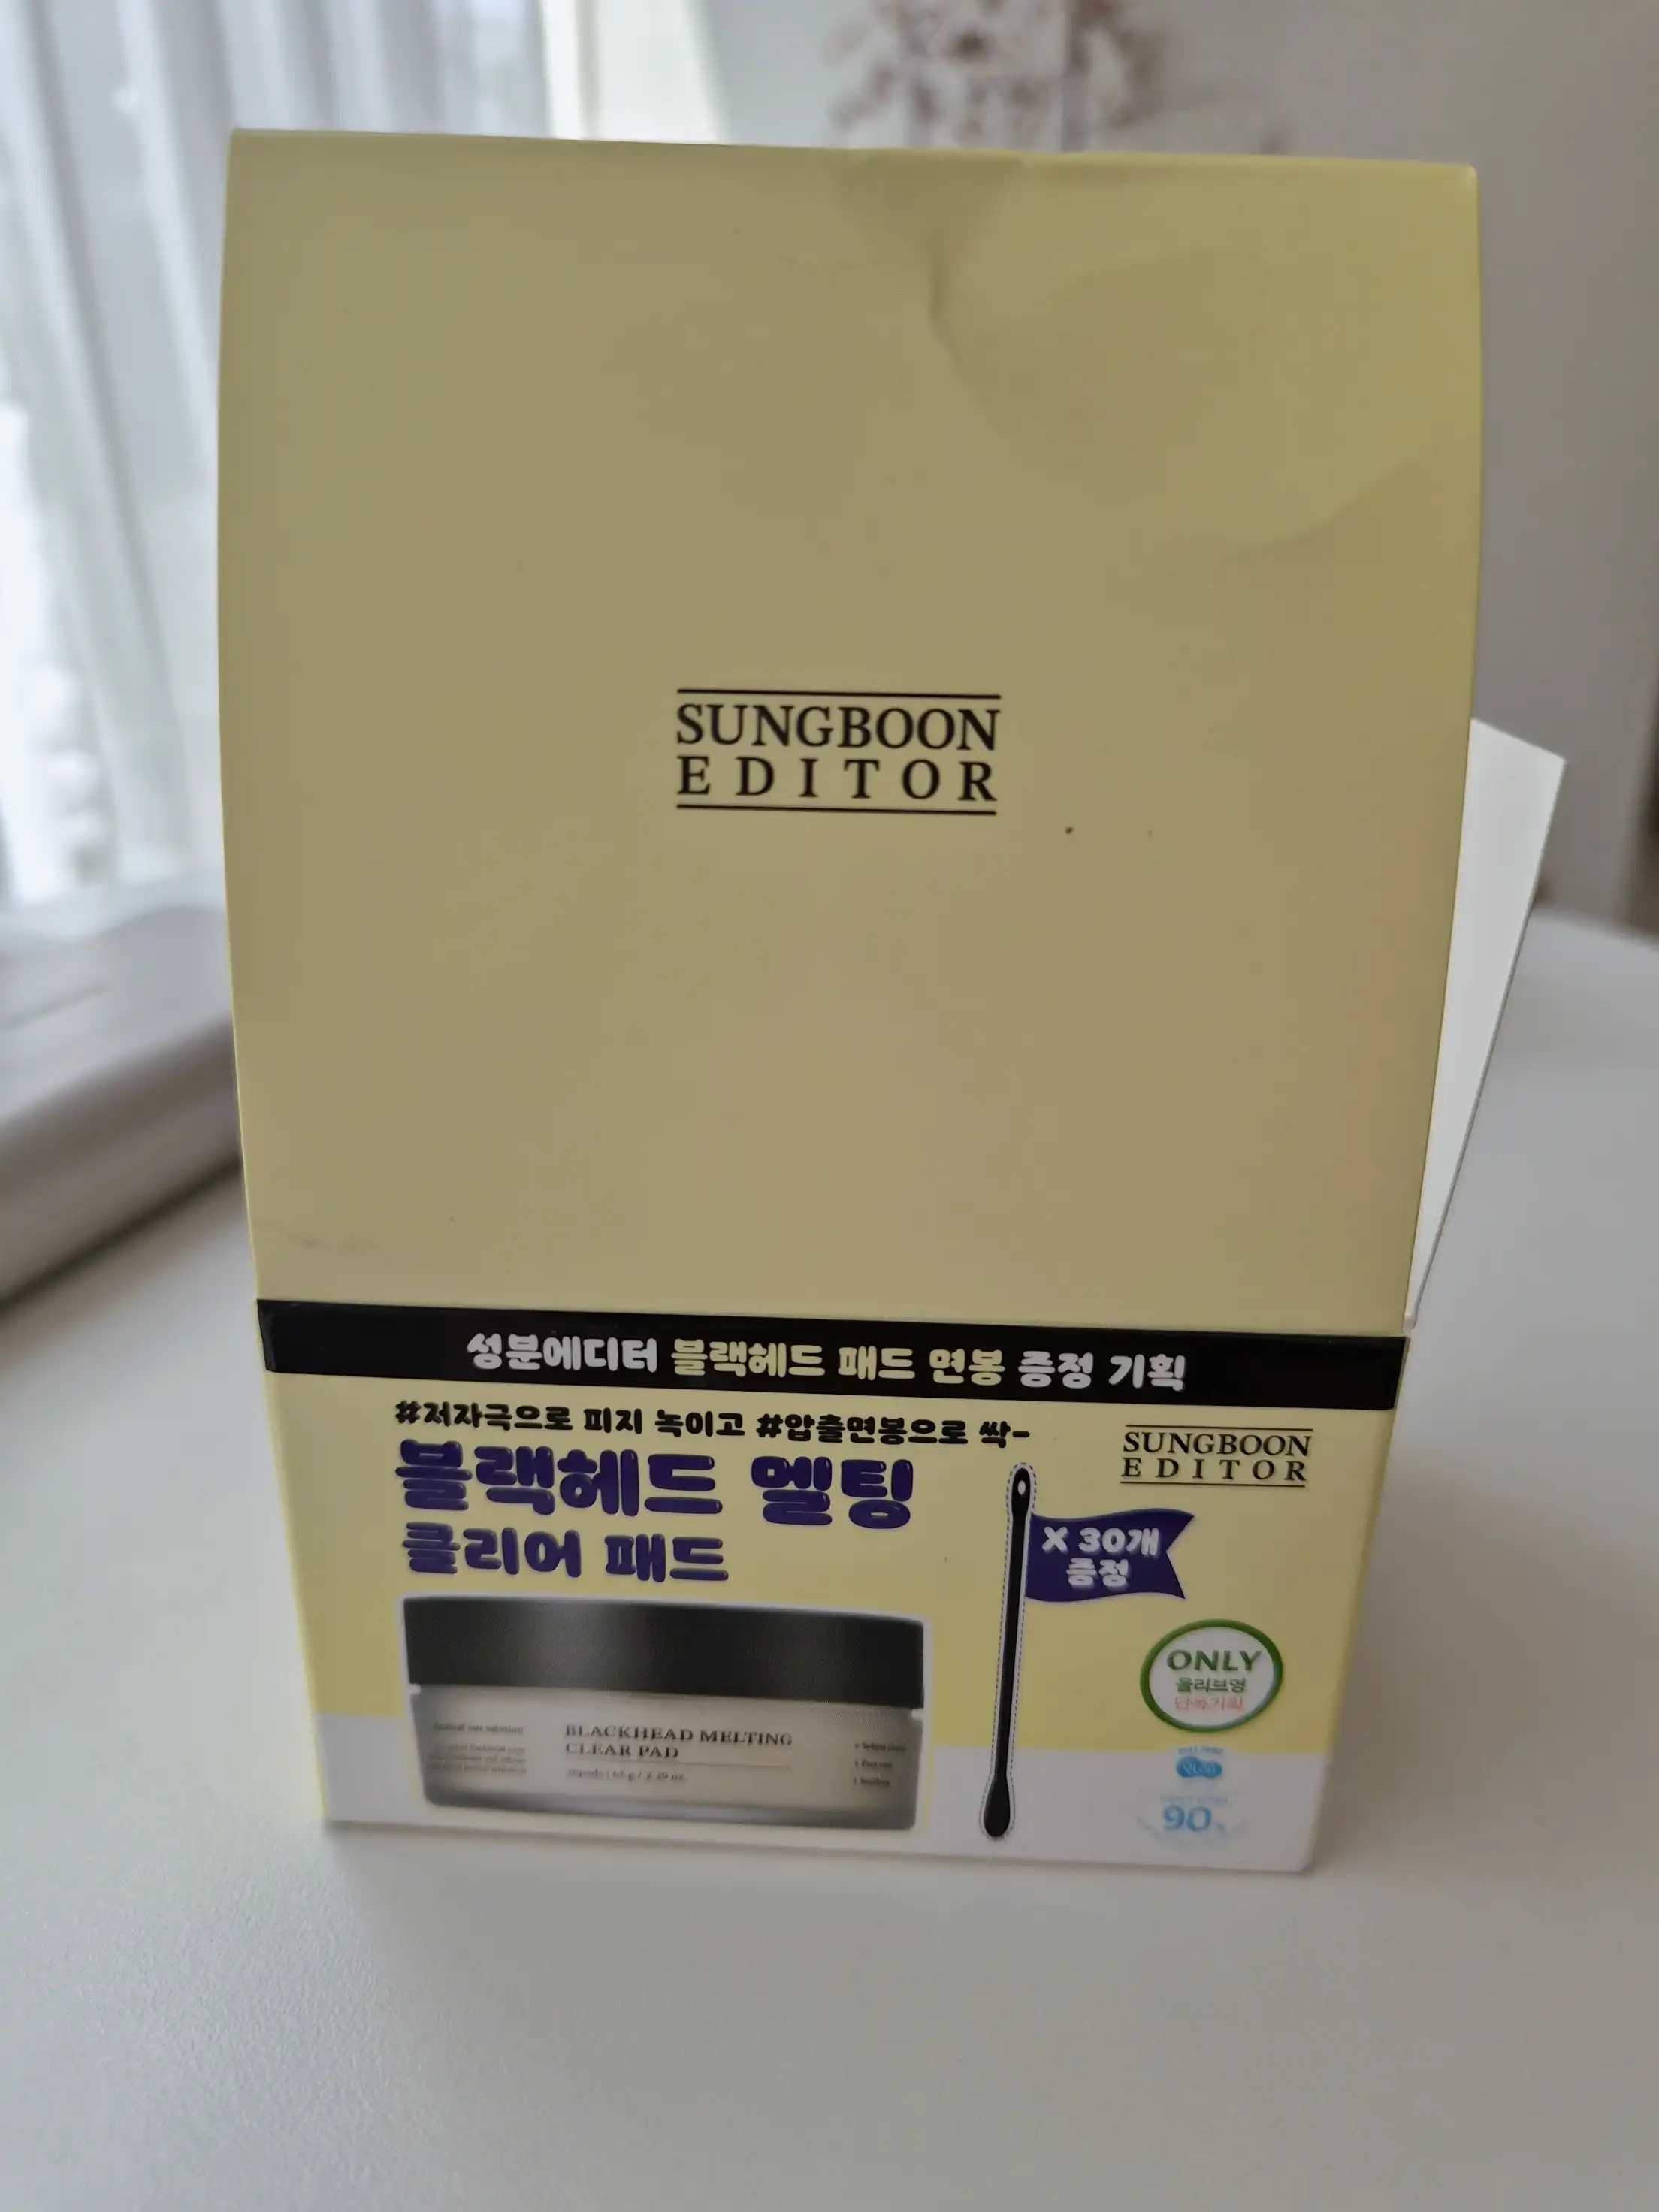 SUNGBOON
EDITOR
성분에디터 블랙헤드 패드 면봉 증정 기획
#저자극으로 피지 녹이고 #압출면봉으로 싹-
블랙헤드 멜팅
클리어 패드
SUNGBOON
EDITOR
X 30개
증정
ONLY
올리브영
단독기획
BLACKHEAD MELTING
CLEAR PAD
90